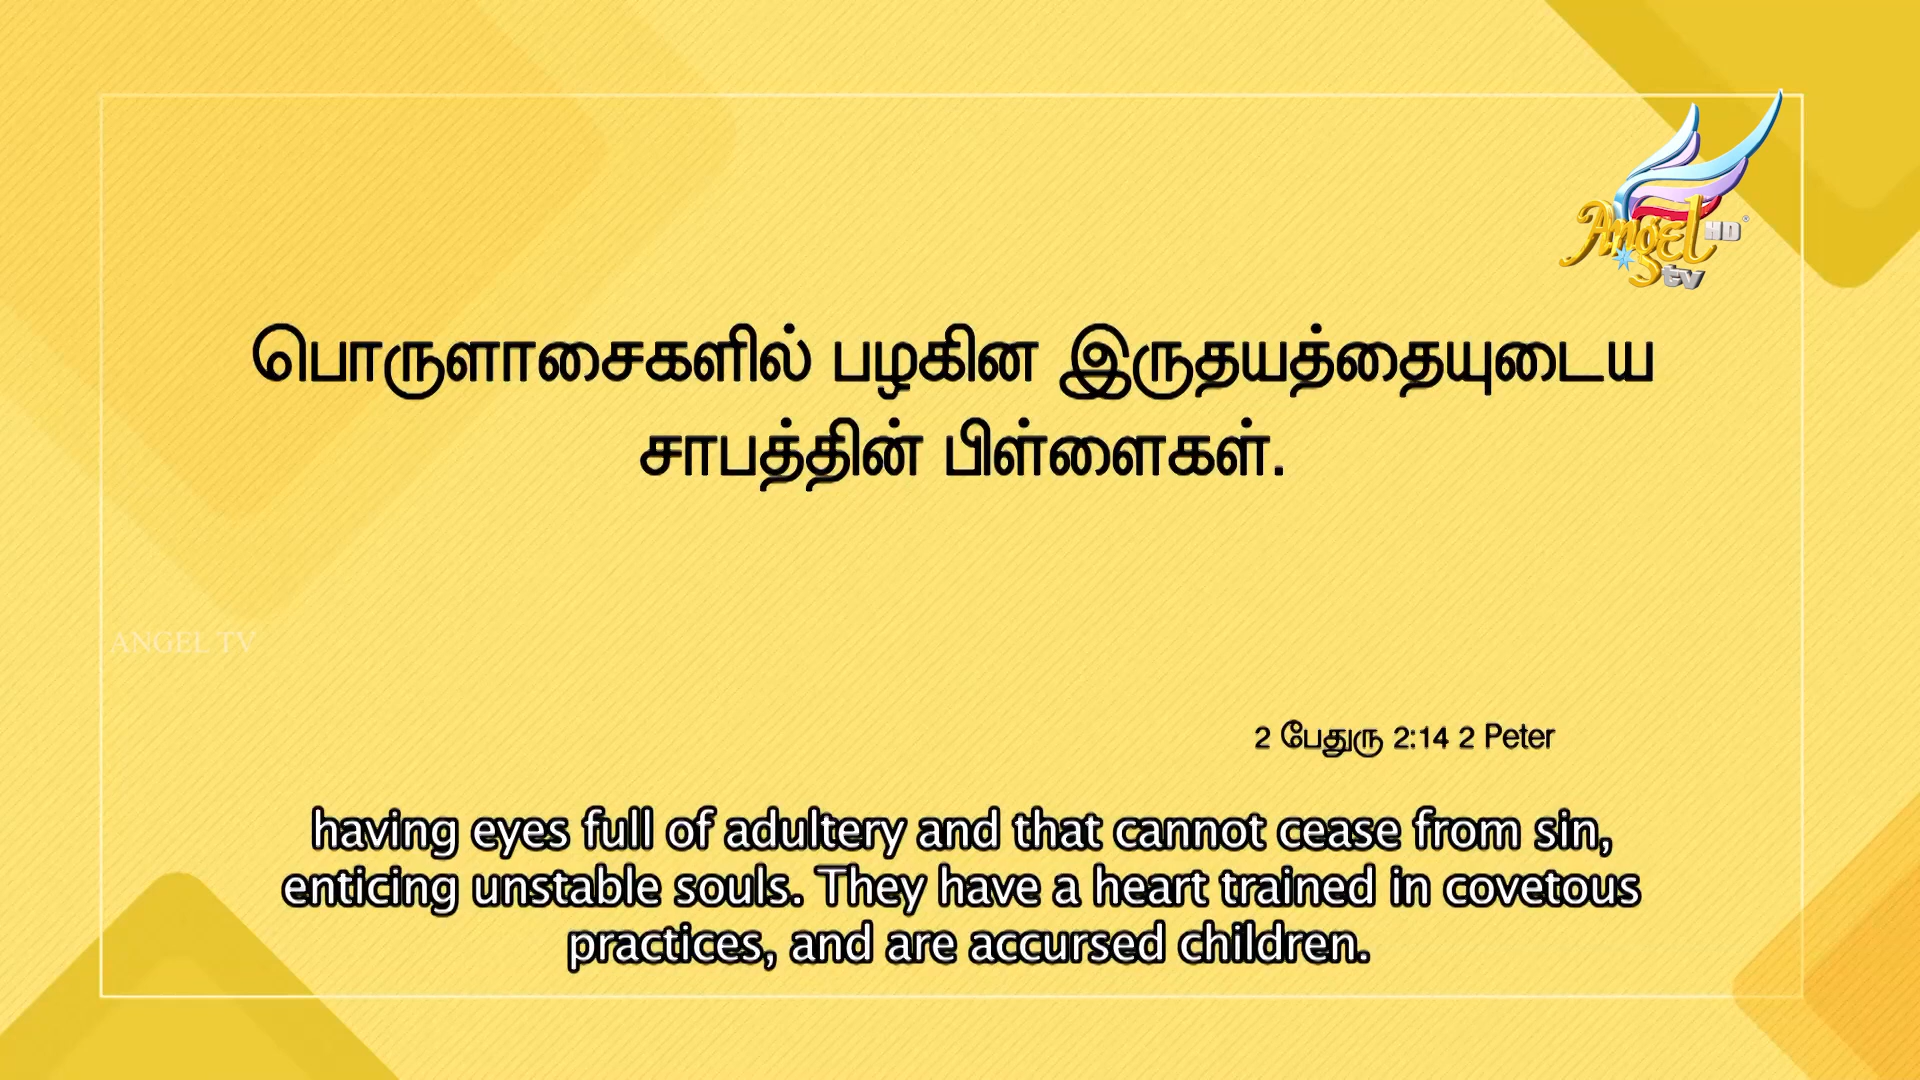 Angel HD
tv
பொருளாசைகளில் பழகின இருதயத்தையுடைய
சாபத்தின் பிள்ளைகள்.
ANGEL TV
2 பேதுரு 2:14 2 Peter
having eyes full of adultery and that cannot cease from sin,
enticing unstable souls. They have a heart trained in covetous
practices, and are accursed children.